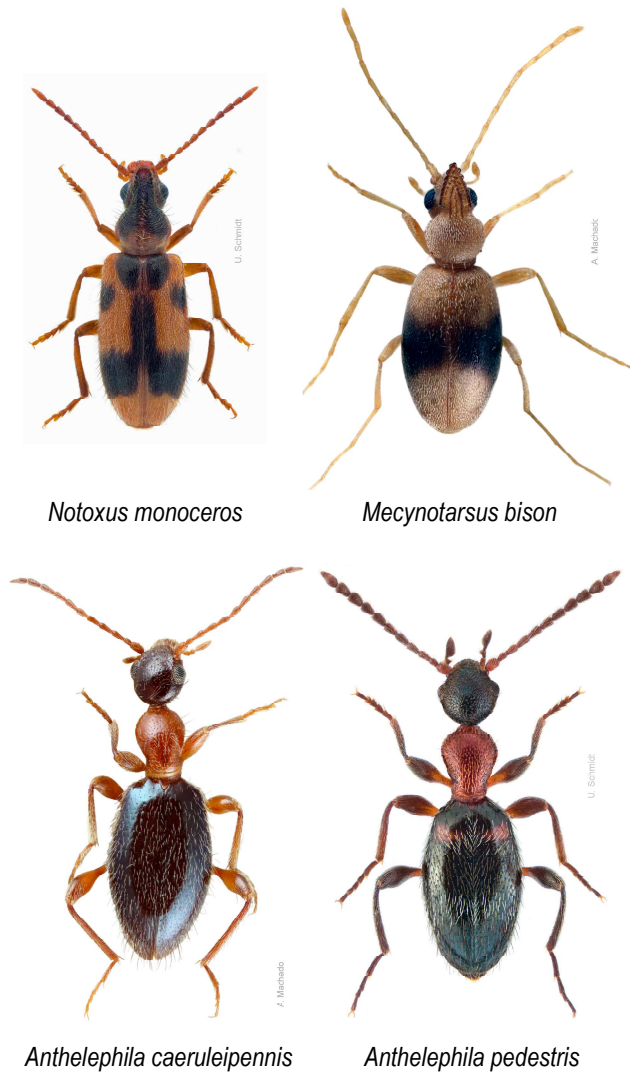 U. Schmidt
A. Machado
Notoxus monoceros
Mecynotarsus bison
U. Schmidt
A. Machado
Anthelephila caeruleipennis
Anthelephila pedestris